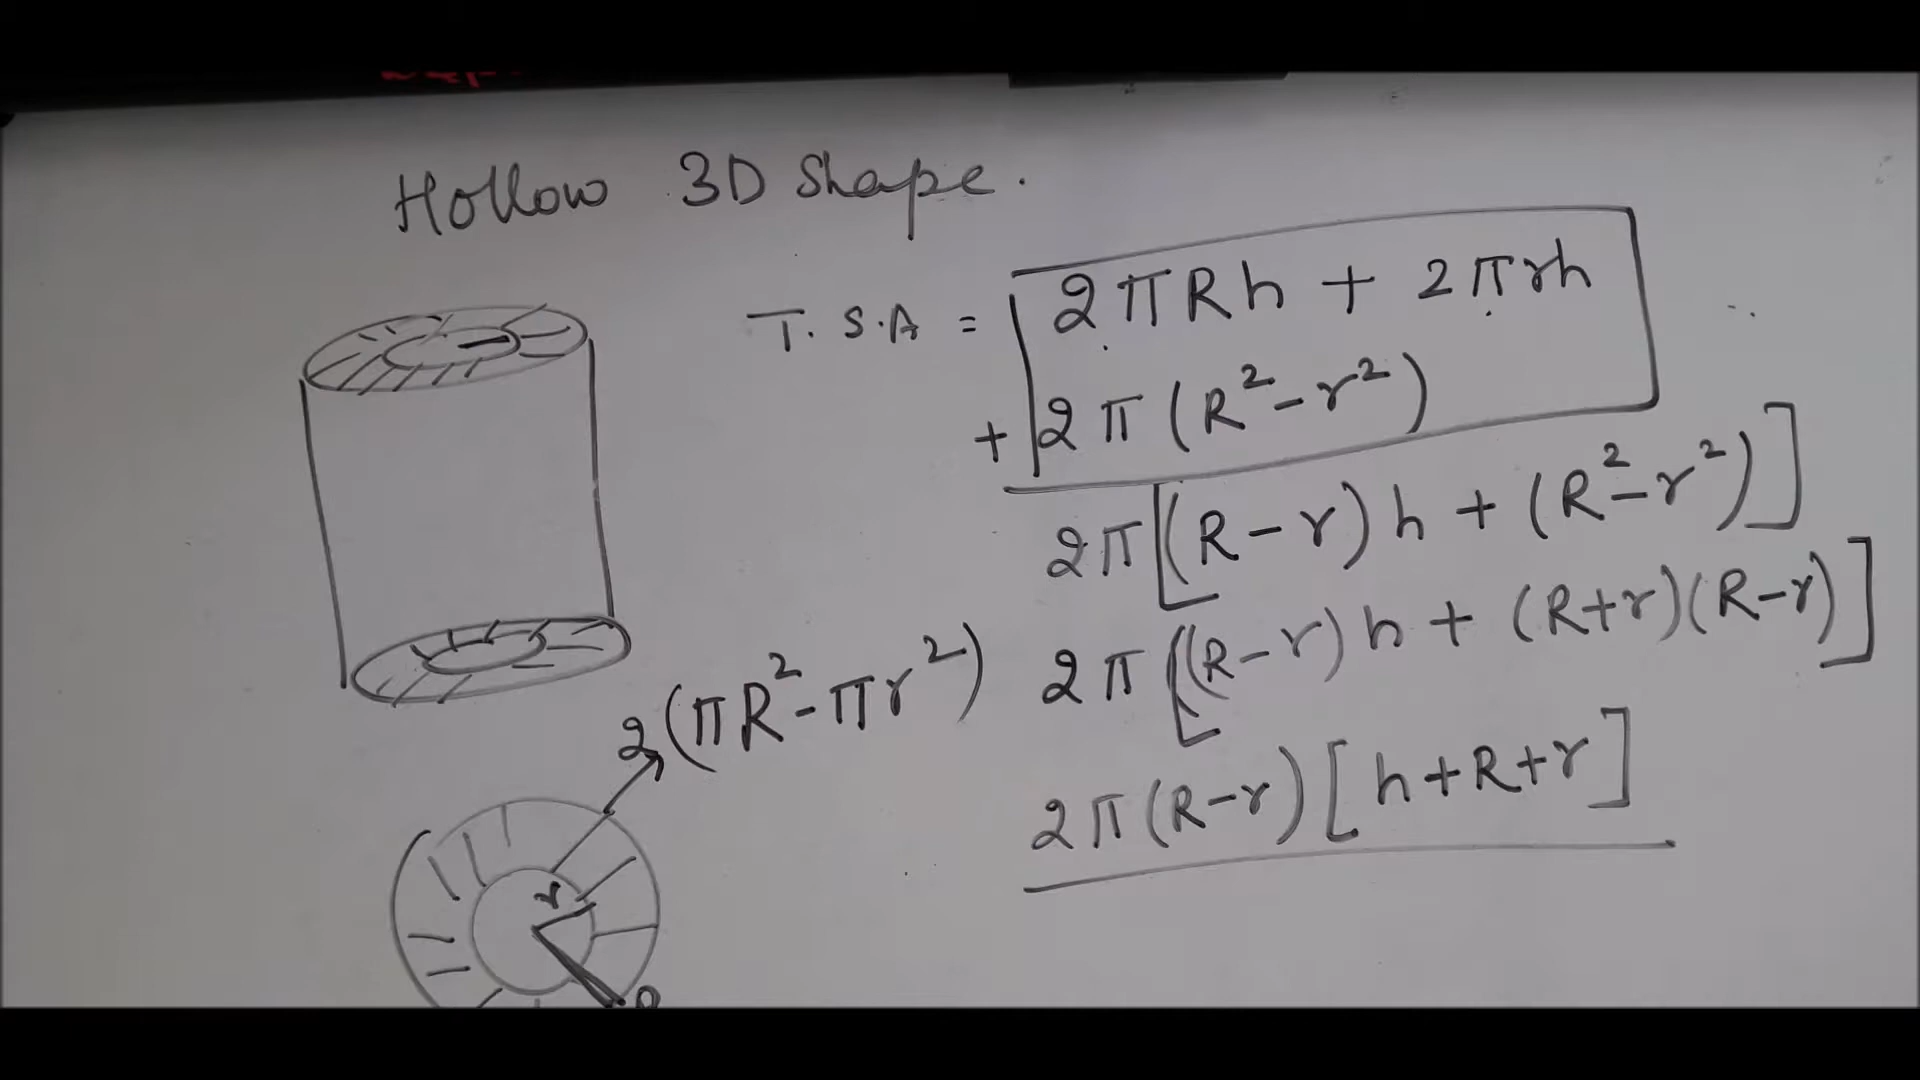 Hollow 3D Shape.
T.S.A = 2πRh + 2πrh
+ 2π(R²-r²)
2π[(R-r)h + (R²-r²)]
2π[(R-r)h + (R+r)(R-r)]
2π(R-r)[h+R+r]
2(πR²-πr²)
r
R